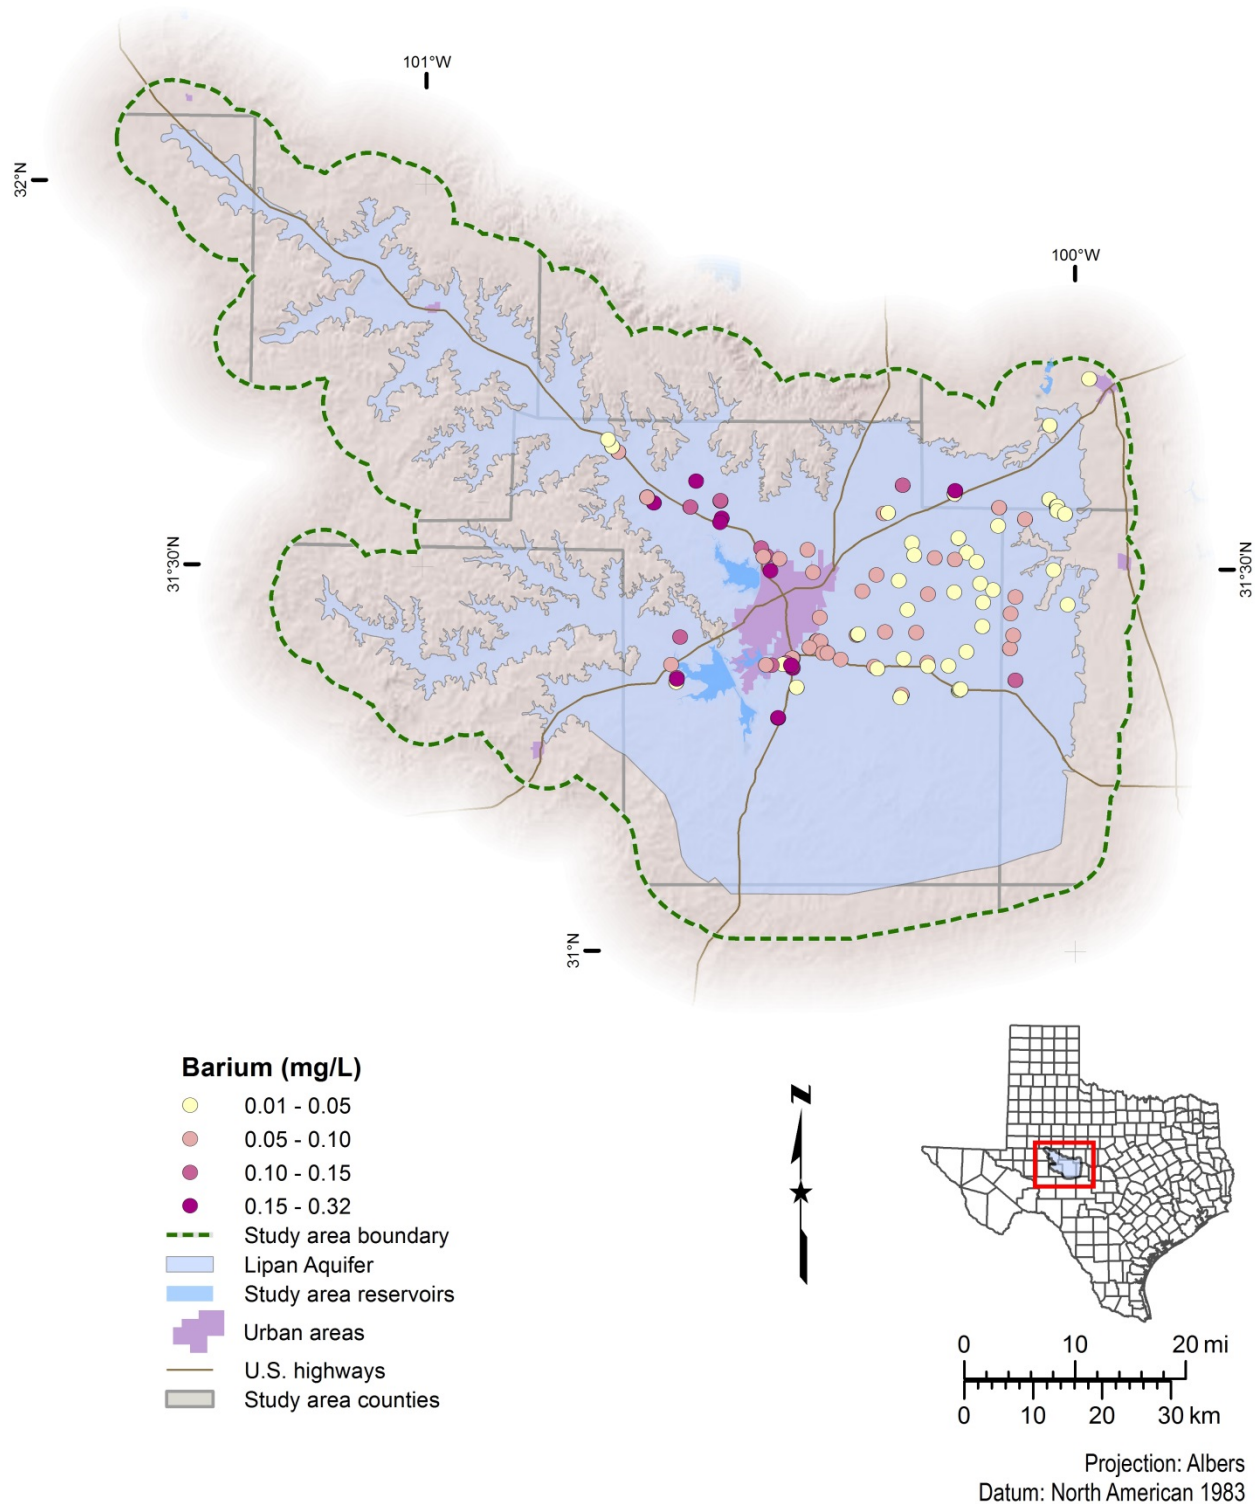 101°W
32°N
100°W
31°30'N
31°30'N
31°N
Barium (mg/L)
0.01 - 0.05
0.05 - 0.10
0.10 - 0.15
0.15 - 0.32
Study area boundary
Lipan Aquifer
Study area reservoirs
Urban areas
U.S. highways
Study area counties
N
0 10 20 mi
0 10 20 30 km
Projection: Albers
Datum: North American 1983